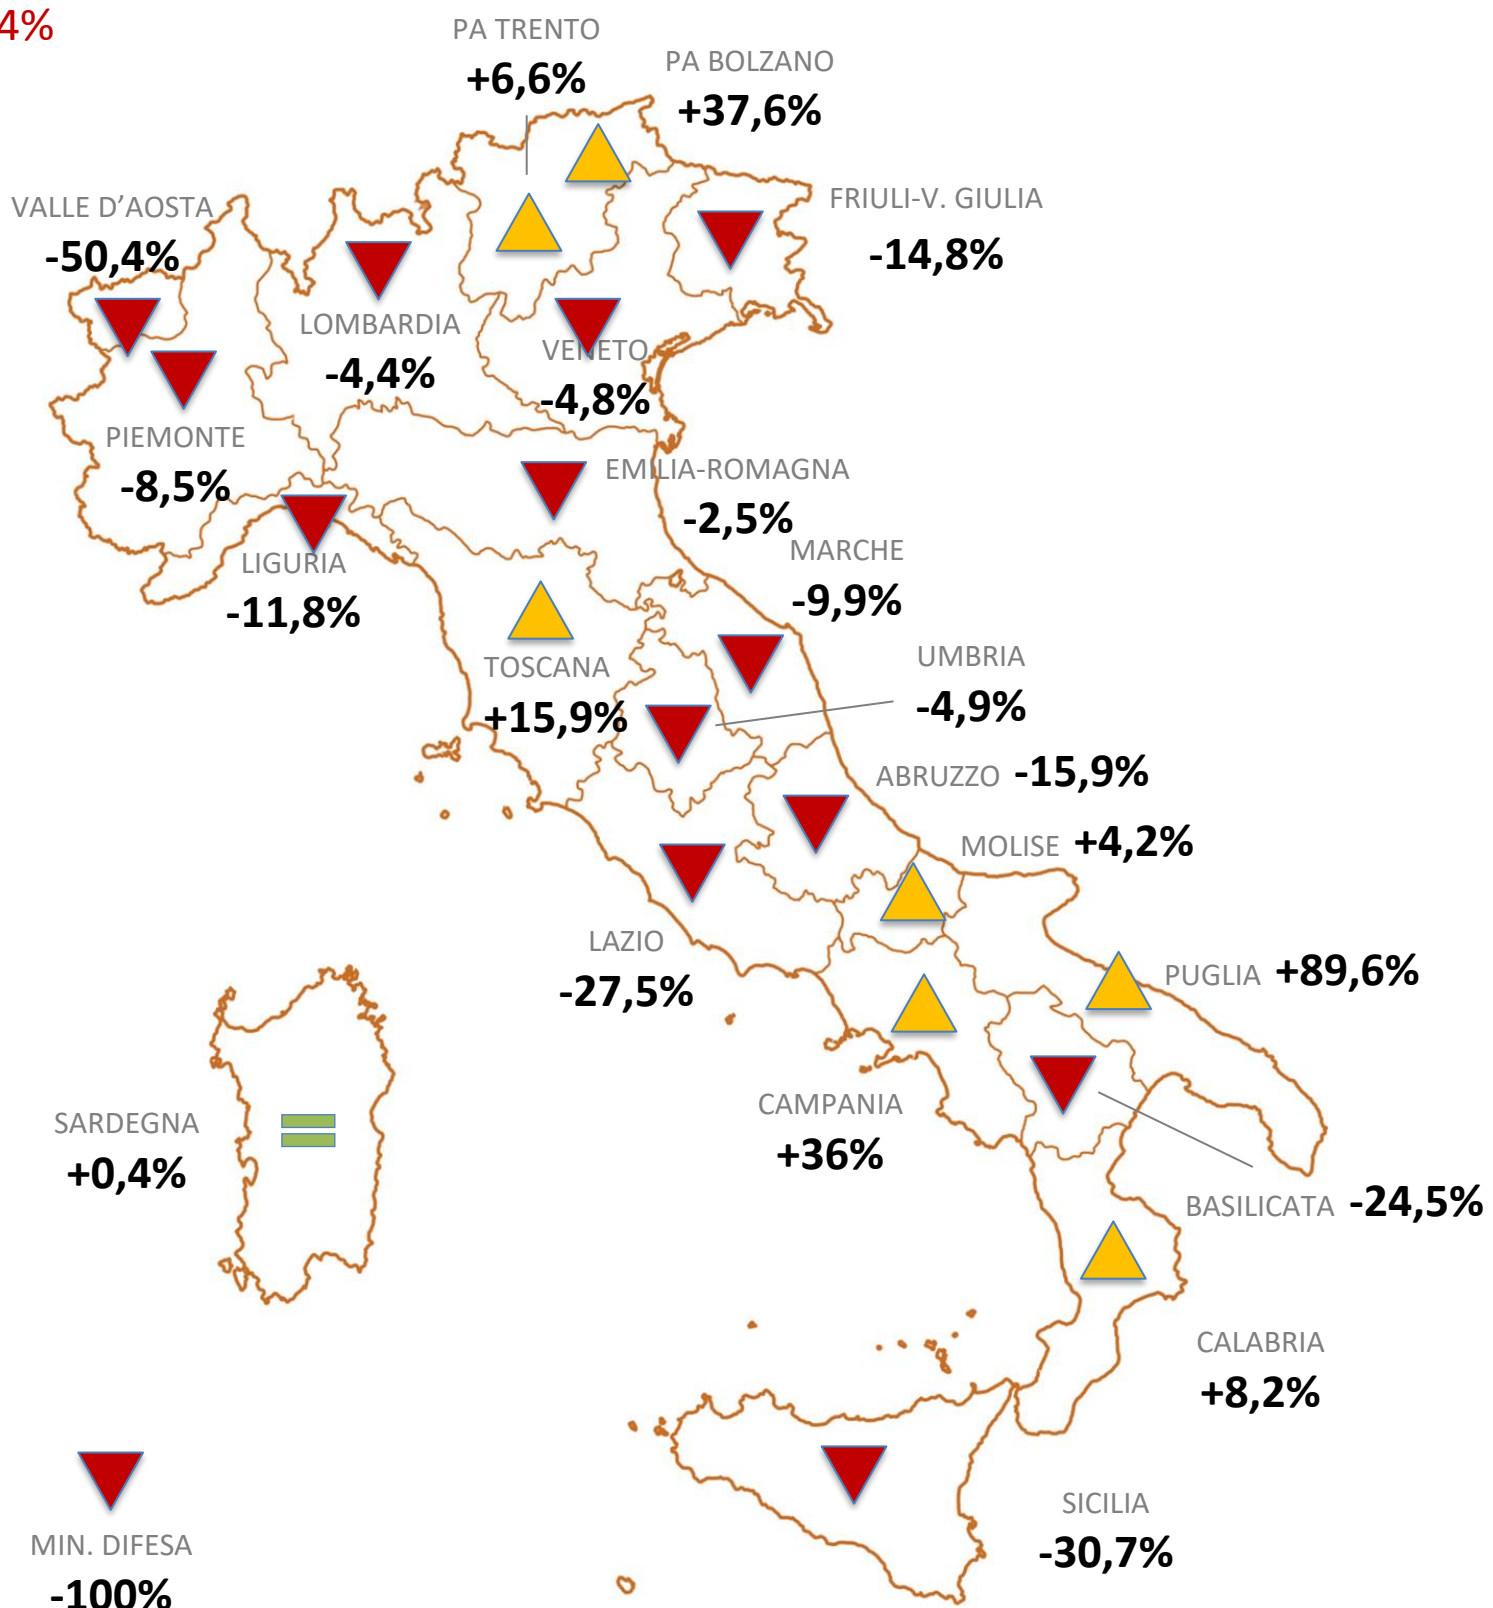 4%
PA TRENTO
+6,6%
PA BOLZANO
+37,6%
VALLE D'AOSTA
-50,4%
FRIULI-V. GIULIA
-14,8%
LOMBARDIA
-4,4%
VENETO
-4,8%
PIEMONTE
-8,5%
EMILIA-ROMAGNA
-2,5%
LIGURIA
-11,8%
MARCHE
-9,9%
TOSCANA
+15,9%
UMBRIA
-4,9%
ABRUZZO -15,9%
MOLISE +4,2%
LAZIO
-27,5%
PUGLIA +89,6%
CAMPANIA
+36%
SARDEGNA
+0,4%
BASILICATA -24,5%
CALABRIA
+8,2%
SICILIA
-30,7%
MIN. DIFESA
-100%